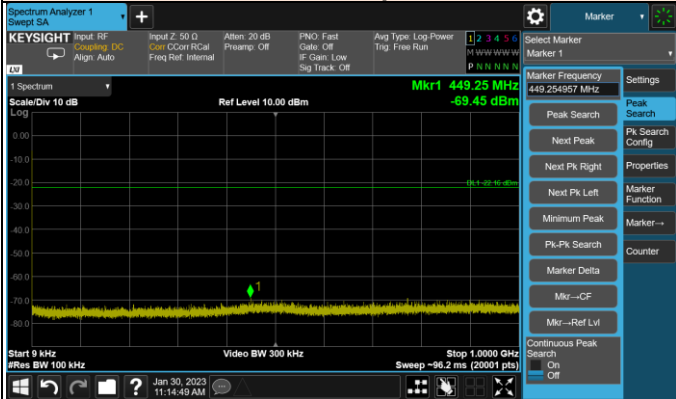 Spectrum Analyzer 1
Swept SA
Marker
KEYSIGHT
Input: RF
Coupling: DC
Align: Auto
Input Z: 50 Ω
Corr CCorr RCal
Freq Ref: Internal
Atten: 20 dB
Preamp: Off
PNO: Fast
Gate: Off
IF Gain: Low
Sig Track: Off
Avg Type: Log-Power
Trig: Free Run
1 2 3 4 5 6
M W W W W W
P N N N N N
LXI
Select Marker
Marker 1
1 Spectrum
Mkr1 449.25 MHz
-69.45 dBm
Scale/Div 10 dB
Ref Level 10.00 dBm
Log
0.00
-10.0
-20.0
-30.0
-40.0
-50.0
-60.0
-70.0
-80.0
DL1 -22.16 dBm
1
Start 9 kHz
#Res BW 100 kHz
Video BW 300 kHz
Stop 1.0000 GHz
Sweep ~96.2 ms (20001 pts)
Marker Frequency
449.254957 MHz
Peak Search
Next Peak
Next Pk Right
Next Pk Left
Minimum Peak
Pk-Pk Search
Marker Delta
Mkr→CF
Mkr→Ref Lvl
Continuous Peak
Search
On
Off
Settings
Peak
Search
Pk Search
Config
Properties
Marker
Function
Marker→
Counter
?
Jan 30, 2023
11:14:49 AM